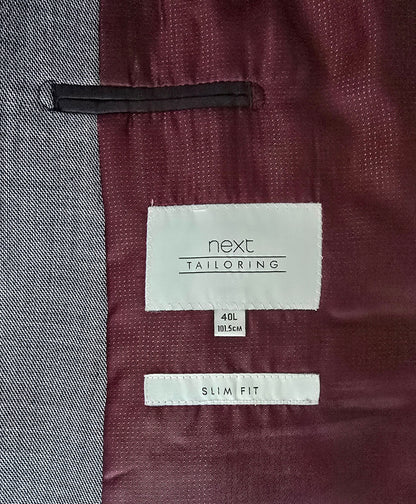 next
TAILORING
40L
101.5CM
SLIM FIT